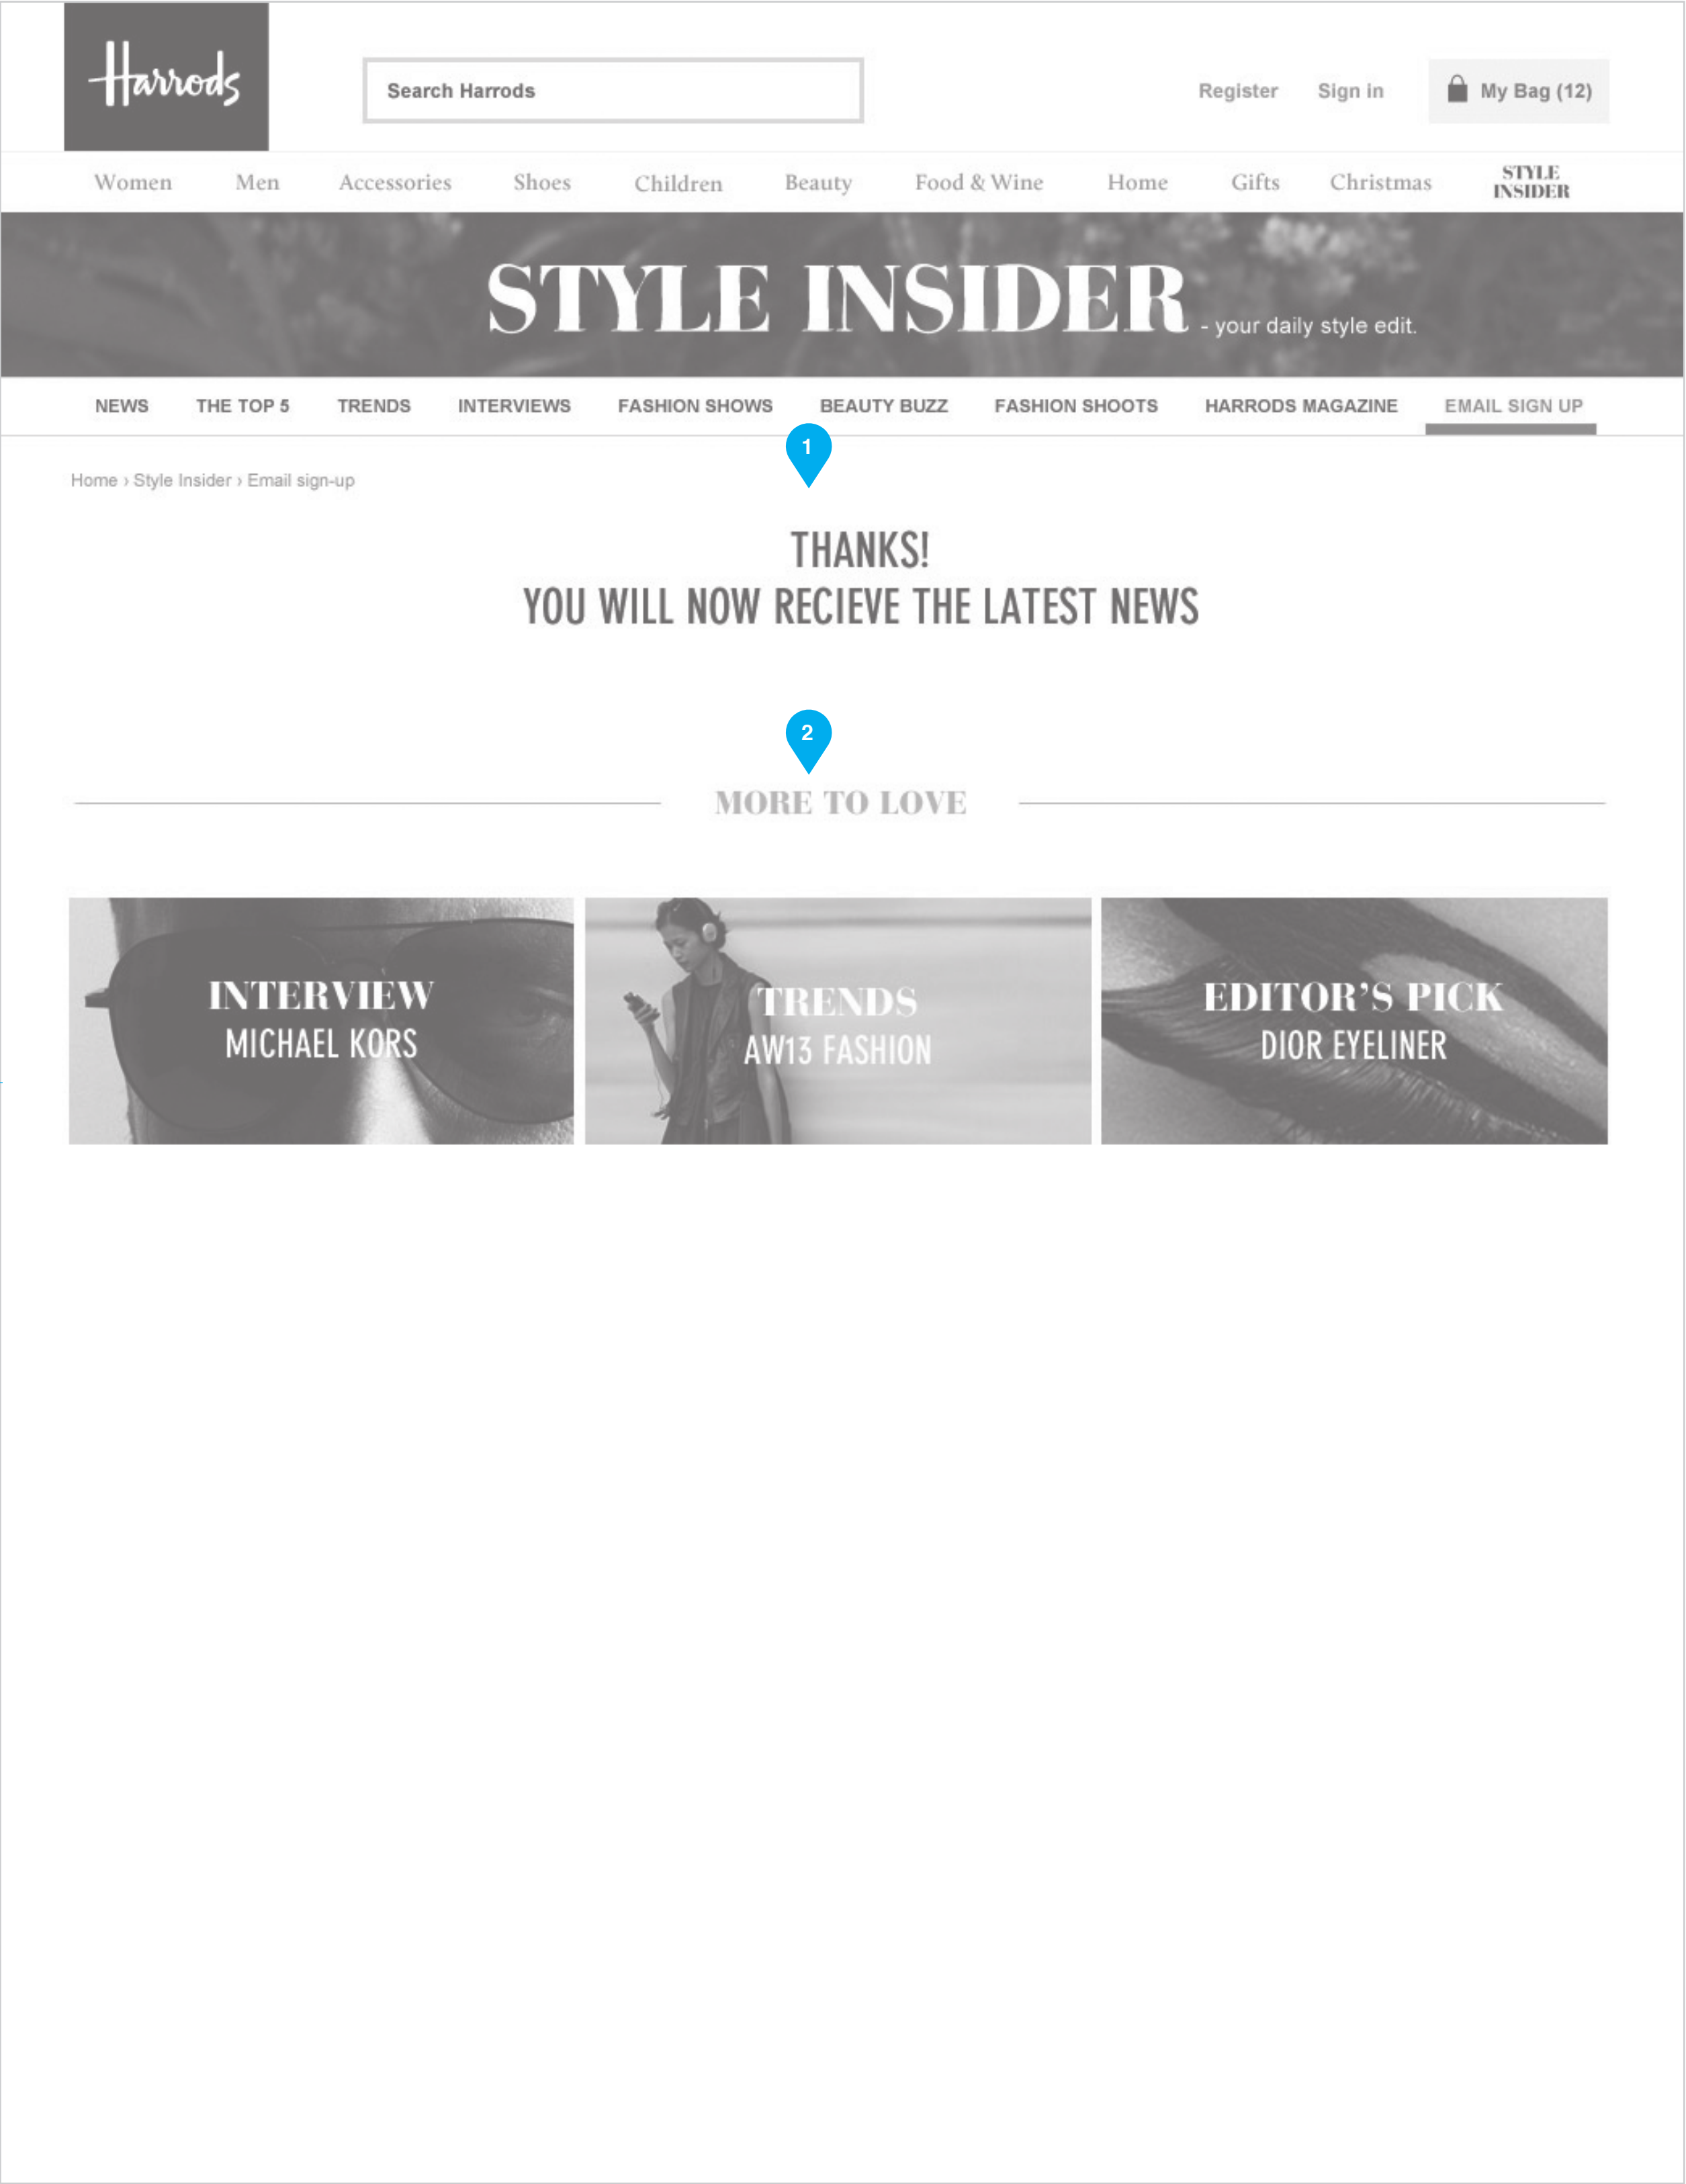 Harrods
Search Harrods
Register
Sign in
My Bag (12)
Women
Men
Accessories
Shoes
Children
Beauty
Food & Wine
Home
Gifts
Christmas
STYLE
INSIDER
STYLE INSIDER - your daily style edit.
NEWS
THE TOP 5
TRENDS
INTERVIEWS
FASHION SHOWS
BEAUTY BUZZ
FASHION SHOOTS
HARRODS MAGAZINE
EMAIL SIGN UP
1
Home › Style Insider › Email sign-up
THANKS!
YOU WILL NOW RECIEVE THE LATEST NEWS
2
MORE TO LOVE
INTERVIEW
MICHAEL KORS
TRENDS
AW13 FASHION
EDITOR’S PICK
DIOR EYELINER